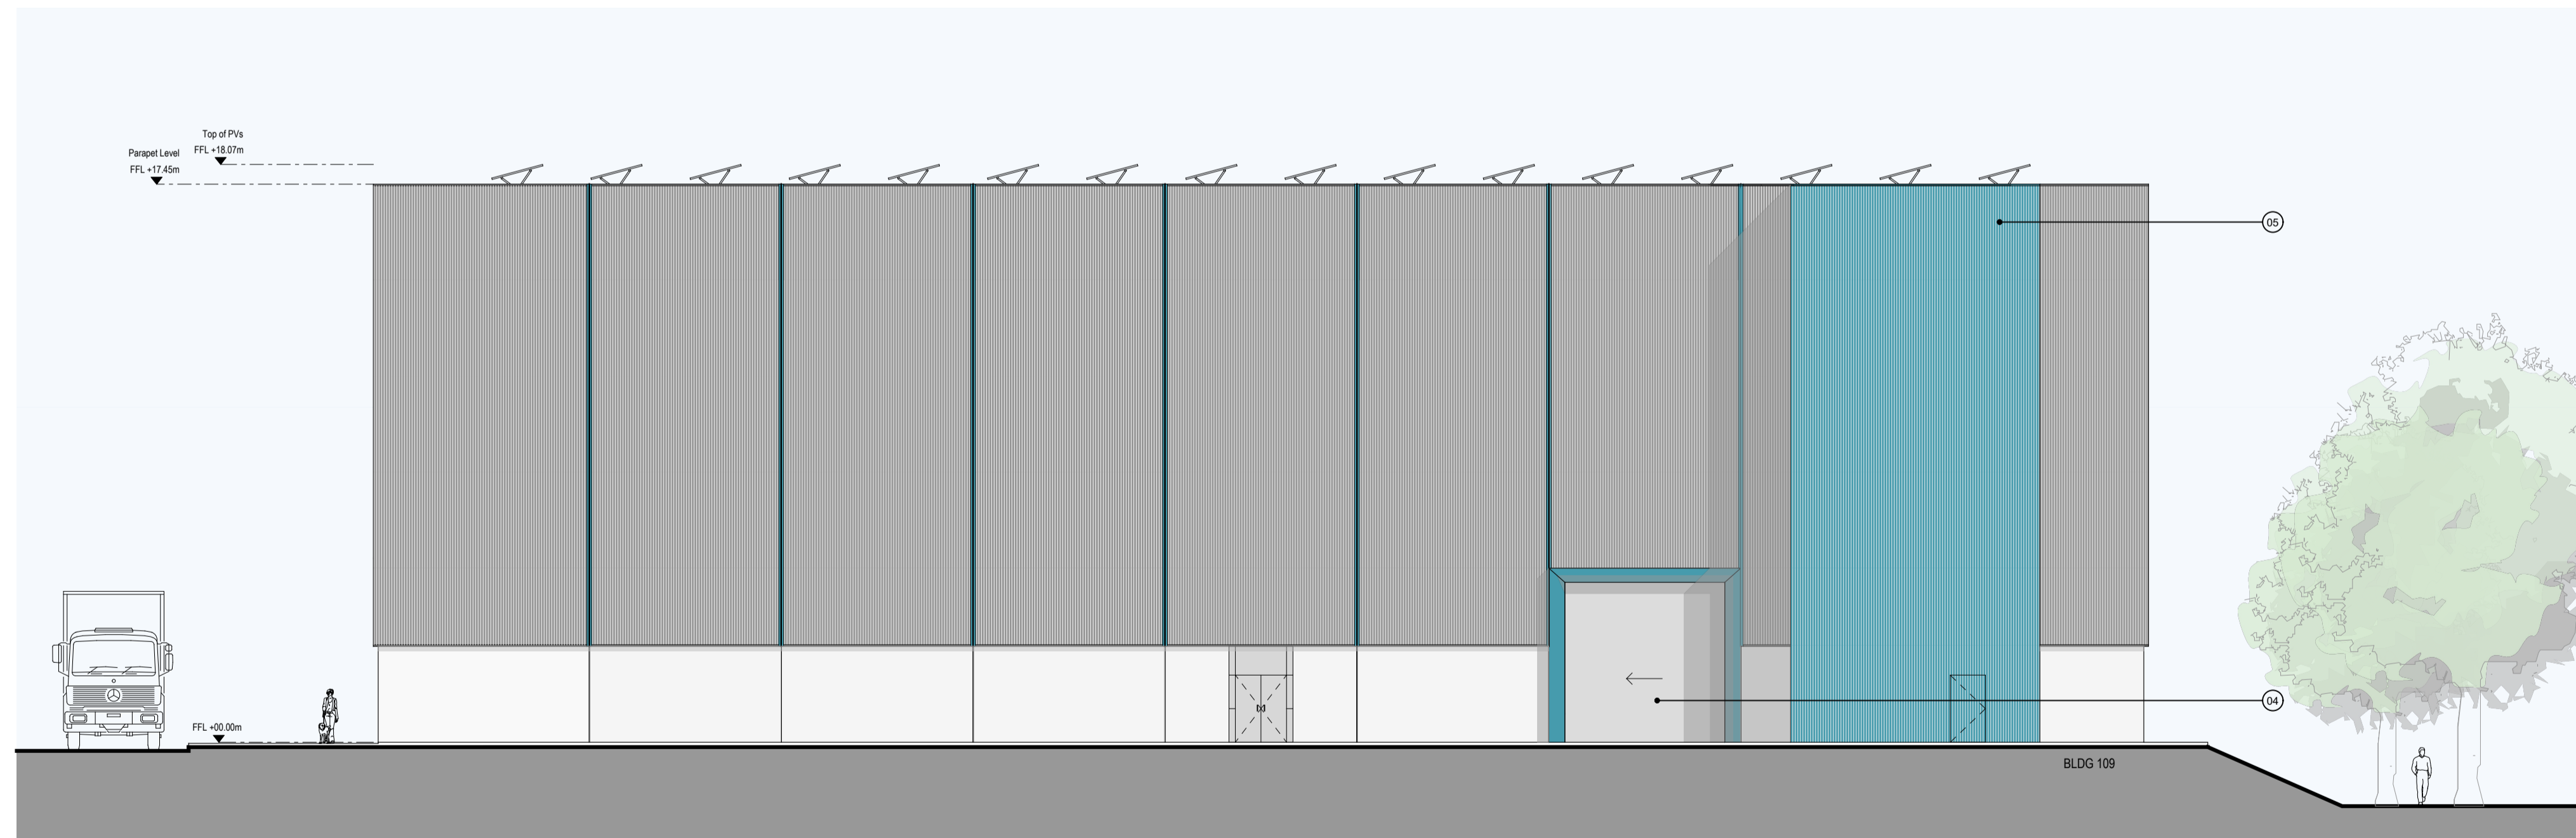 Top of PVs
FFL +18.07m
Parapet Level
FFL +17.45m
05
04
FFL +00.00m
BLDG 109